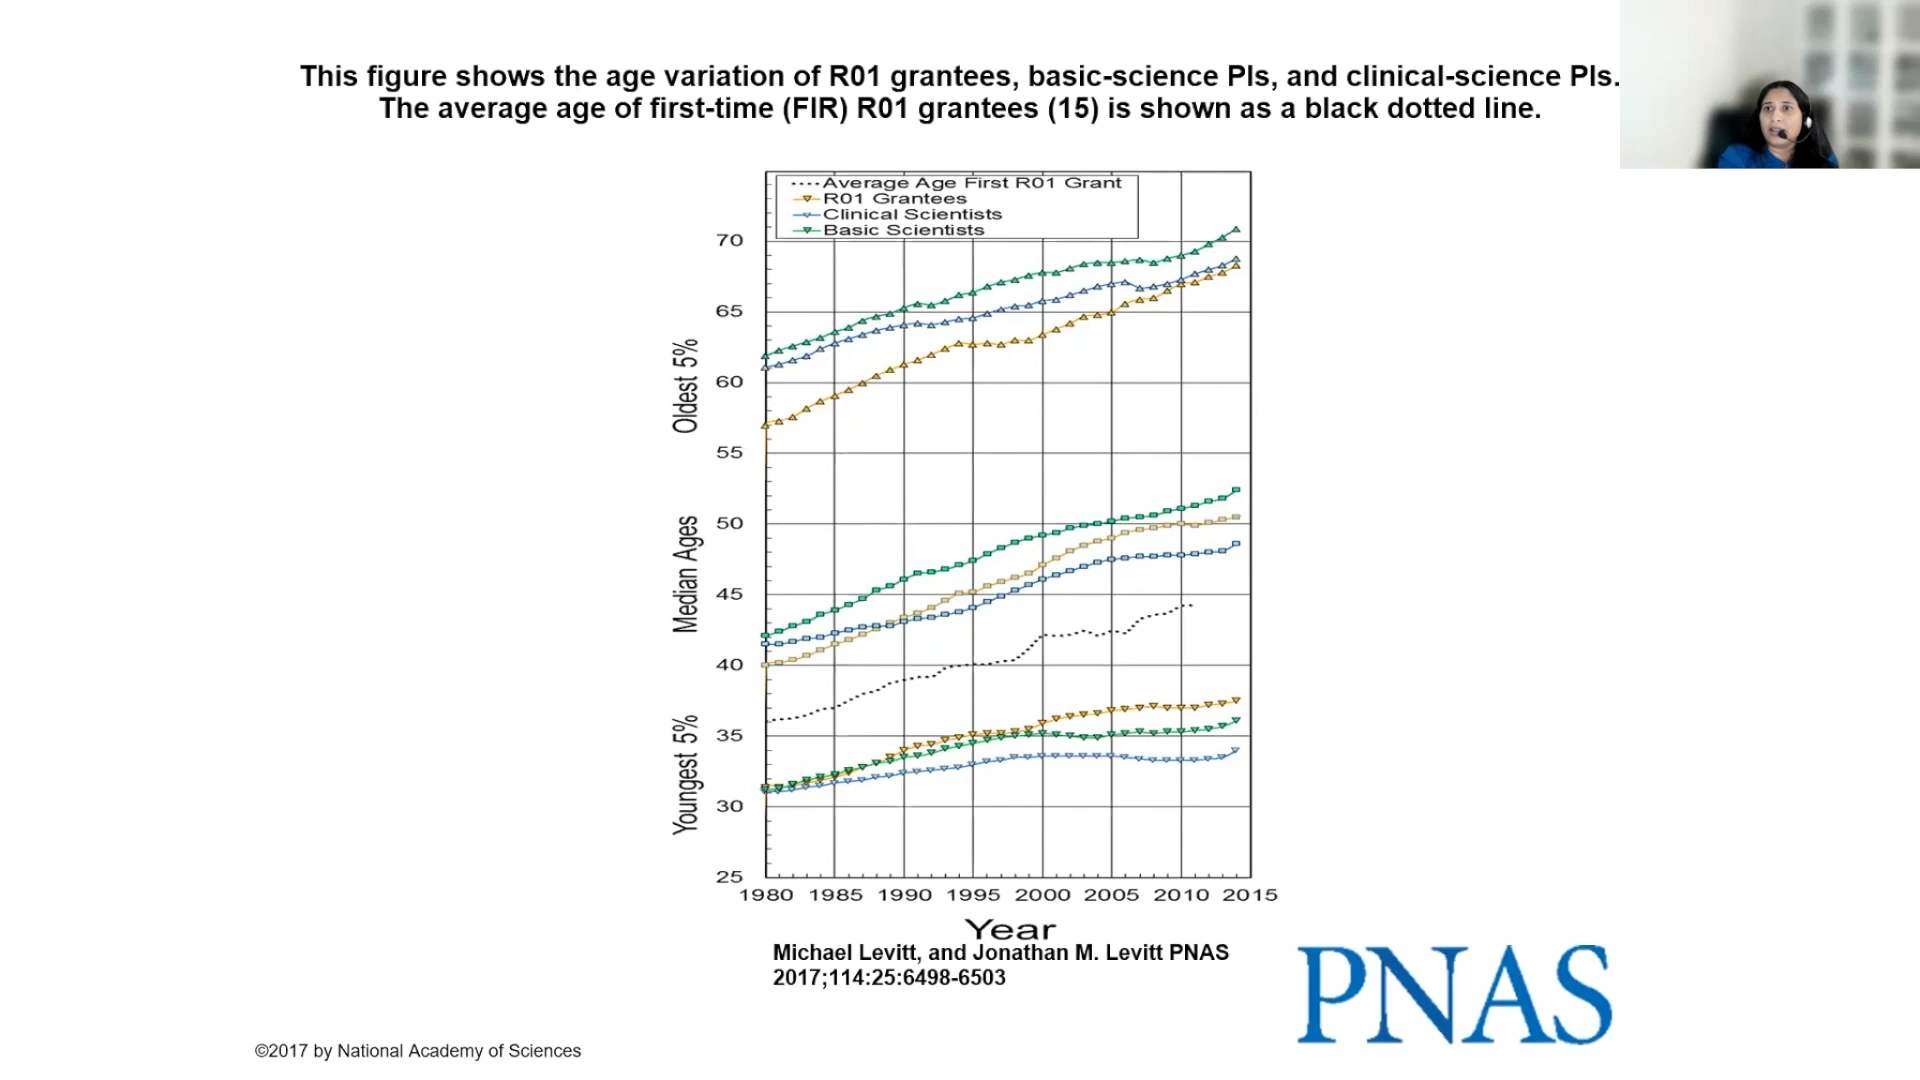 This figure shows the age variation of R01 grantees, basic-science PIs, and clinical-science PIs.
The average age of first-time (FIR) R01 grantees (15) is shown as a black dotted line.
Average Age First R01 Grant
R01 Grantees
Clinical Scientists
Basic Scientists
70
65
60
55
50
45
40
35
30
25
Oldest 5%
Median Ages
Youngest 5%
1980 1985 1990 1995 2000 2005 2010 2015
Year
Michael Levitt, and Jonathan M. Levitt PNAS
2017;114:25:6498-6503
PNAS
©2017 by National Academy of Sciences